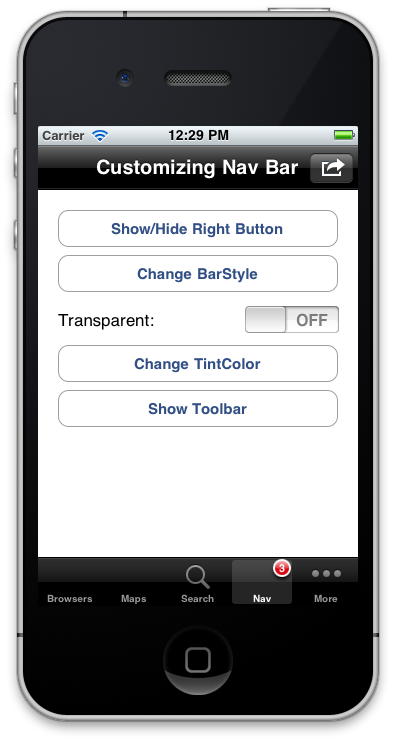 Carrier 12:29 PM
Customizing Nav Bar
Show/Hide Right Button
Change BarStyle
Transparent: OFF
Change TintColor
Show Toolbar
3
Browsers Maps Search Nav More